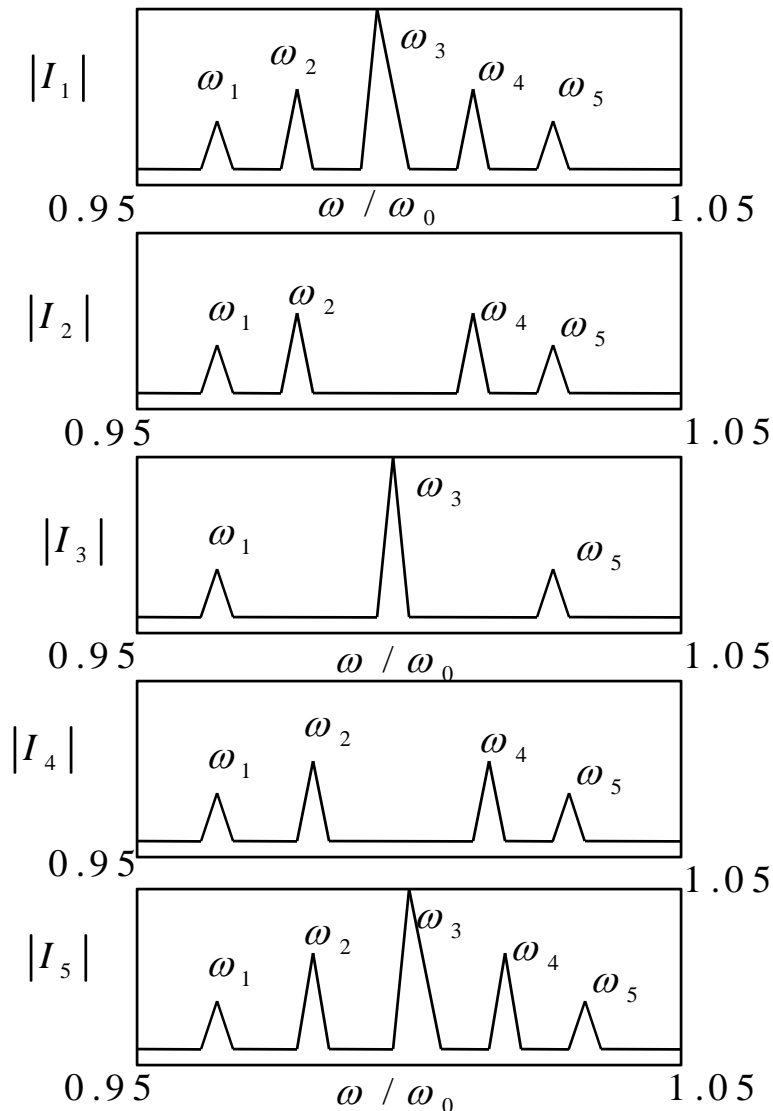 |I₁| ω₁ ω₂ ω₃ ω₄ ω₅
0.95 ω / ω₀ 1.05
|I₂| ω₁ ω₂ ω₄ ω₅
0.95 1.05
|I₃| ω₁ ω₃ ω₅
0.95 ω / ω₀ 1.05
|I₄| ω₁ ω₂ ω₄ ω₅
0.95 1.05
|I₅| ω₁ ω₂ ω₃ ω₄ ω₅
0.95 ω / ω₀ 1.05